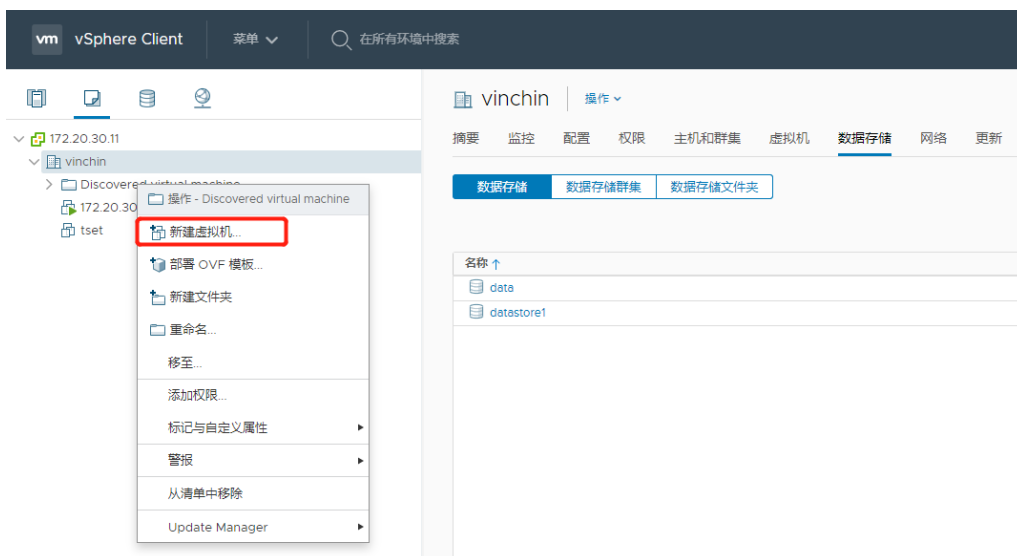 vm vSphere Client 菜单 在所有环境中搜索
172.20.30.11
vinchin
Discovered virtual machine
172.20.30
tset
操作 - Discovered virtual machine
新建虚拟机...
部署 OVF 模板...
新建文件夹
重命名...
移至...
添加权限...
标记与自定义属性
警报
从清单中移除
Update Manager
vinchin 操作
摘要 监控 配置 权限 主机和群集 虚拟机 数据存储 网络 更新
数据存储 数据存储群集 数据存储文件夹
名称
data
datastore1